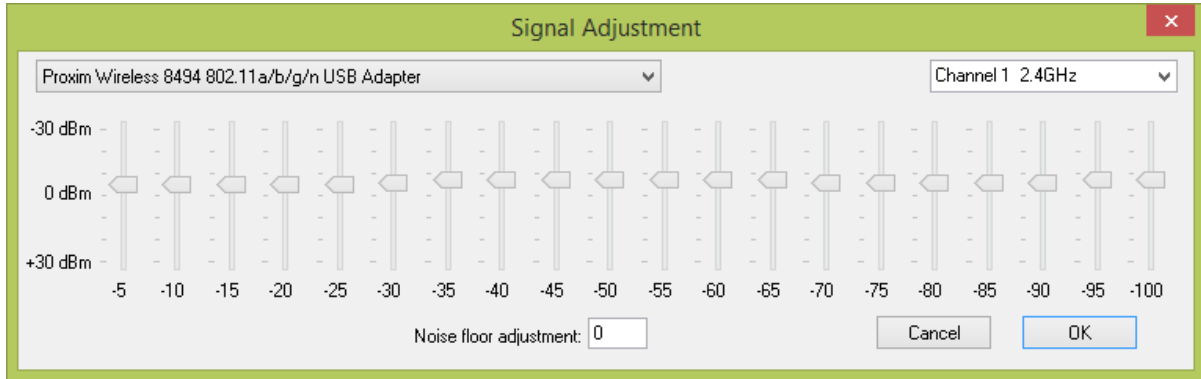 Signal Adjustment
Proxim Wireless 8494 802.11a/b/g/n USB Adapter
Channel 1 2.4GHz
-30 dBm
0 dBm
+30 dBm
-5 -10 -15 -20 -25 -30 -35 -40 -45 -50 -55 -60 -65 -70 -75 -80 -85 -90 -95 -100
Noise floor adjustment: 0
Cancel OK